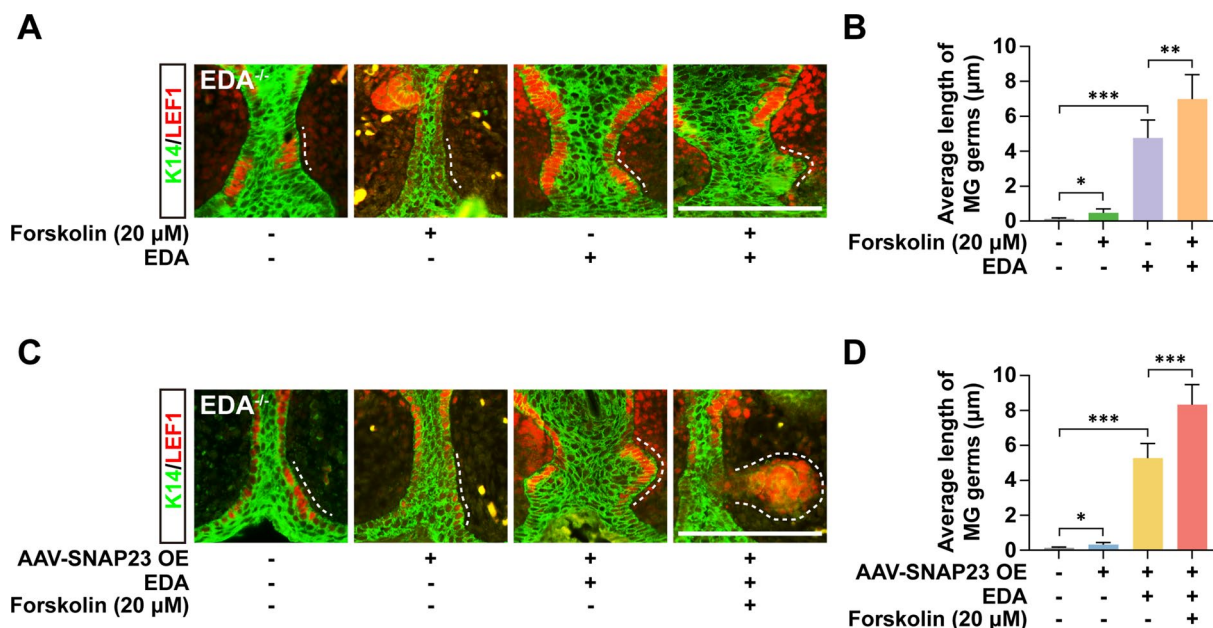 A
K14/LEF1
EDA-/-
Forskolin (20 µM) - + - +
EDA - - + +
B
Average length of
MG germs (µm)
10
8
6
4
2
0
*
***
**
Forskolin (20 µM) - + - +
EDA - - + +
C
K14/LEF1
EDA-/-
AAV-SNAP23 OE - + + +
EDA - - + +
Forskolin (20 µM) - - - +
D
Average length of
MG germs (µm)
10
8
6
4
2
0
*
***
***
AAV-SNAP23 OE - + + +
EDA - - + +
Forskolin (20 µM) - - - +